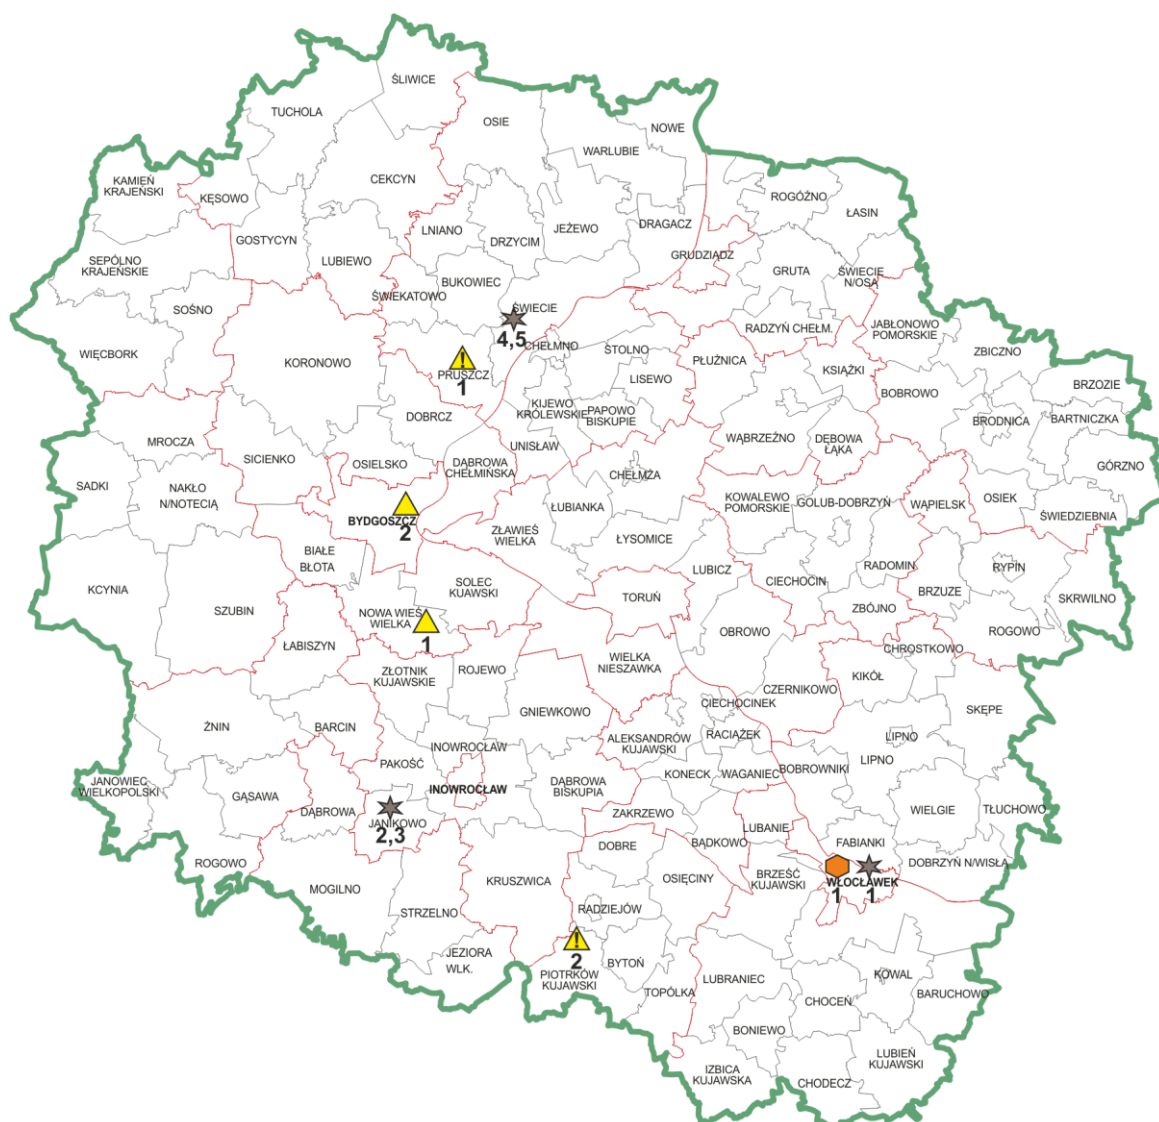 ŚLIWICE
TUCHOLA
OSIE
NOWE
WARLUBIE
KAMIEŃ
KRAJEŃSKI
KĘSOWO
CEKCYN
ROGÓŹNO
ŁASIN
GOSTYCYN
LNIANO
DRZYCIM
JEŻEWO
DRAGACZ
GRUDZIĄDZ
LUBIEWO
SEPÓLNO
KRAJEŃSKIE
BUKOWIEC
GRUTA
ŚWIECIE
N/OSĄ
ŚWIEKATOWO
SOŚNO
ŚWIECIE
4,5
RADZYŃ CHEŁM.
JABŁONOWO
POMORSKIE
WIĘCBORK
KORONOWO
CHEŁMNO
STOLNO
PŁUŻNICA
ZBICZNO
!
PRUSZCZ
1
LISEWO
KSIĄŻKI
BOBROWO
BRZOZIE
DOBRCZ
KIJEWO
KRÓLEWSKIE
PAPOWO
BISKUPIE
BRODNICA
BARTNICZKA
MROCZA
WĄBRZEŹNO
DĘBOWA
ŁĄKA
UNISŁAW
SICIENKO
OSIELSKO
DĄBROWA
CHEŁMIŃSKA
GÓRZNO
SADKI
NAKŁO
N/NOTECIĄ
CHEŁMŻA
KOWALEWO
POMORSKIE
GOLUB-DOBRZYŃ
WĄPIELSK
OSIEK
ŚWIEDZIEBNIA
ŁUBIANKA
BYDGOSZCZ
2
ZŁAWIEŚ
WIELKA
ŁYSOMICE
BIAŁE
BŁOTA
KCYNIA
LUBICZ
RADOMIN
RYPIN
SOLEC
KUJAWSKI
CIECHOCIN
BRZUZE
SKRWILNO
SZUBIN
NOWA WIEŚ
WIELKA
1
TORUŃ
ZBÓJNO
ROGOWO
ŁABISZYN
OBROWO
CHROSTKOWO
WIELKA
NIESZAWKA
ZŁOTNIK
KUJAWSKIE
ROJEWO
KIKÓŁ
CZERNIKOWO
CIECHOCINEK
SKĘPE
GNIEWKOWO
ŻNIN
BARCIN
ALEKSANDRÓW
KUJAWSKI
RACIĄŻEK
LIPNO
INOWROCŁAW
PAKOŚĆ
LIPNO
KONECK
WAGANIEC
BOBROWNIKI
JANOWIEC
WIELKOPOLSKI
INOWROCŁAW
DĄBROWA
BISKUPIA
GĄSAWA
DĄBROWA
WIELGIE
TŁUCHOWO
ZAKRZEWO
JANIKOWO
2,3
LUBANIE
BĄDKOWO
FABIANKI
DOBRE
ROGOWO
DOBRZYŃ N/WISŁĄ
MOGILNO
KRUSZWICA
OSIĘCINY
BRZEŚĆ
KUJAWSKI
WŁOCŁAWEK
1
1
STRZELNO
RADZIEJÓW
JEZIORA
WLK.
!
2
PIOTRKÓW
KUJAWSKI
BYTOŃ
LUBRANIEC
KOWAL
TOPÓLKA
CHOCEŃ
BARUCHOWO
BONIEWO
LUBIEŃ
KUJAWSKI
IZBICA
KUJAWSKA
CHODECZ